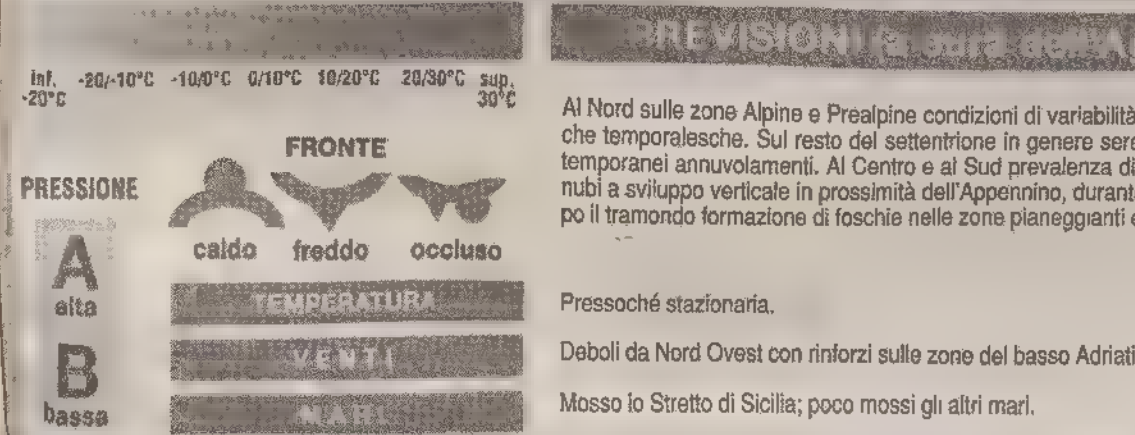 PREVISIONI
inf. -20/-10°C -10/0°C 0/10°C 10/20°C 20/30°C sup.
-20°C 30°C
Al Nord sulle zone Alpine e Prealpine condizioni di variabilità
che temporalesche. Sul resto del settentrione in genere sere
temporanei annuvolamenti. Al Centro e al Sud prevalenza di
nubi a sviluppo verticale in prossimità dell'Appennino, durant
po il tramondo formazione di foschie nelle zone pianeggianti e
FRONTE
PRESSIONE
caldo freddo occluso
A
alta
B
bassa
TEMPERATURA
Pressoché stazionaria.
VENTI
Deboli da Nord Ovest con rinforzi sulle zone del basso Adriati
MARI
Mosso lo Stretto di Sicilia; poco mossi gli altri mari.